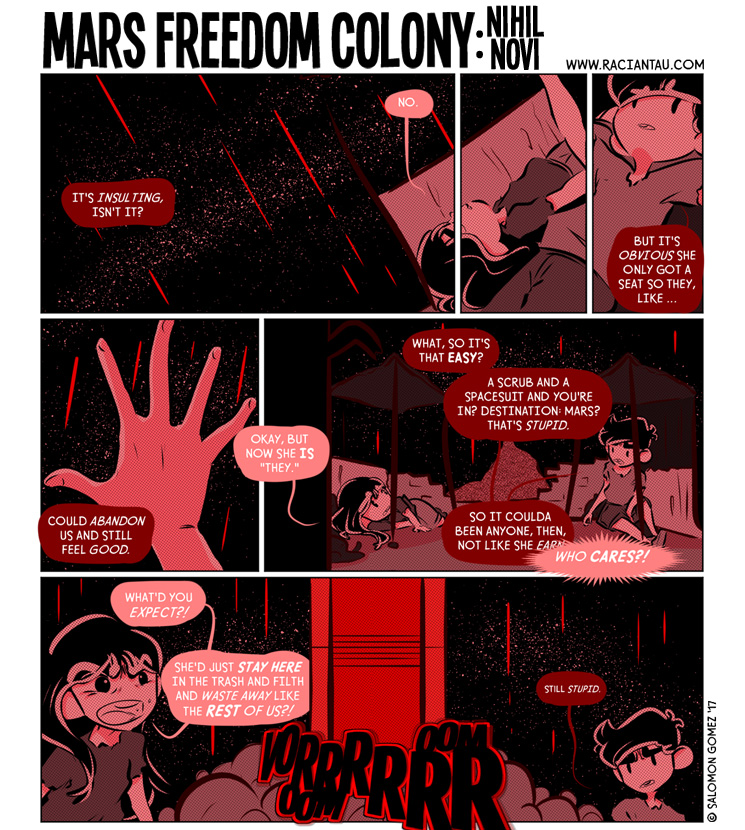 MARS FREEDOM COLONY: NIHIL
NOVI
WWW.RACIANTAU.COM
IT'S INSULTING,
ISN'T IT?
NO.
BUT IT'S
OBVIOUS SHE
ONLY GOT A
SEAT SO THEY,
LIKE ...
COULD ABANDON
US AND STILL
FEEL GOOD.
OKAY, BUT
NOW SHE IS
"THEY."
WHAT, SO IT'S
THAT EASY?
A SCRUB AND A
SPACESUIT AND YOU'RE
IN? DESTINATION: MARS?
THAT'S STUPID.
SO IT COULDA
BEEN ANYONE, THEN,
NOT LIKE SHE EARN
WHO CARES?!
WHAT'D YOU
EXPECT?!
SHE'D JUST STAY HERE
IN THE TRASH AND FILTH
AND WASTE AWAY LIKE
THE REST OF US?!
VORRRRRRR
OOM
OOM
STILL STUPID.
© SALOMON GOMEZ '17